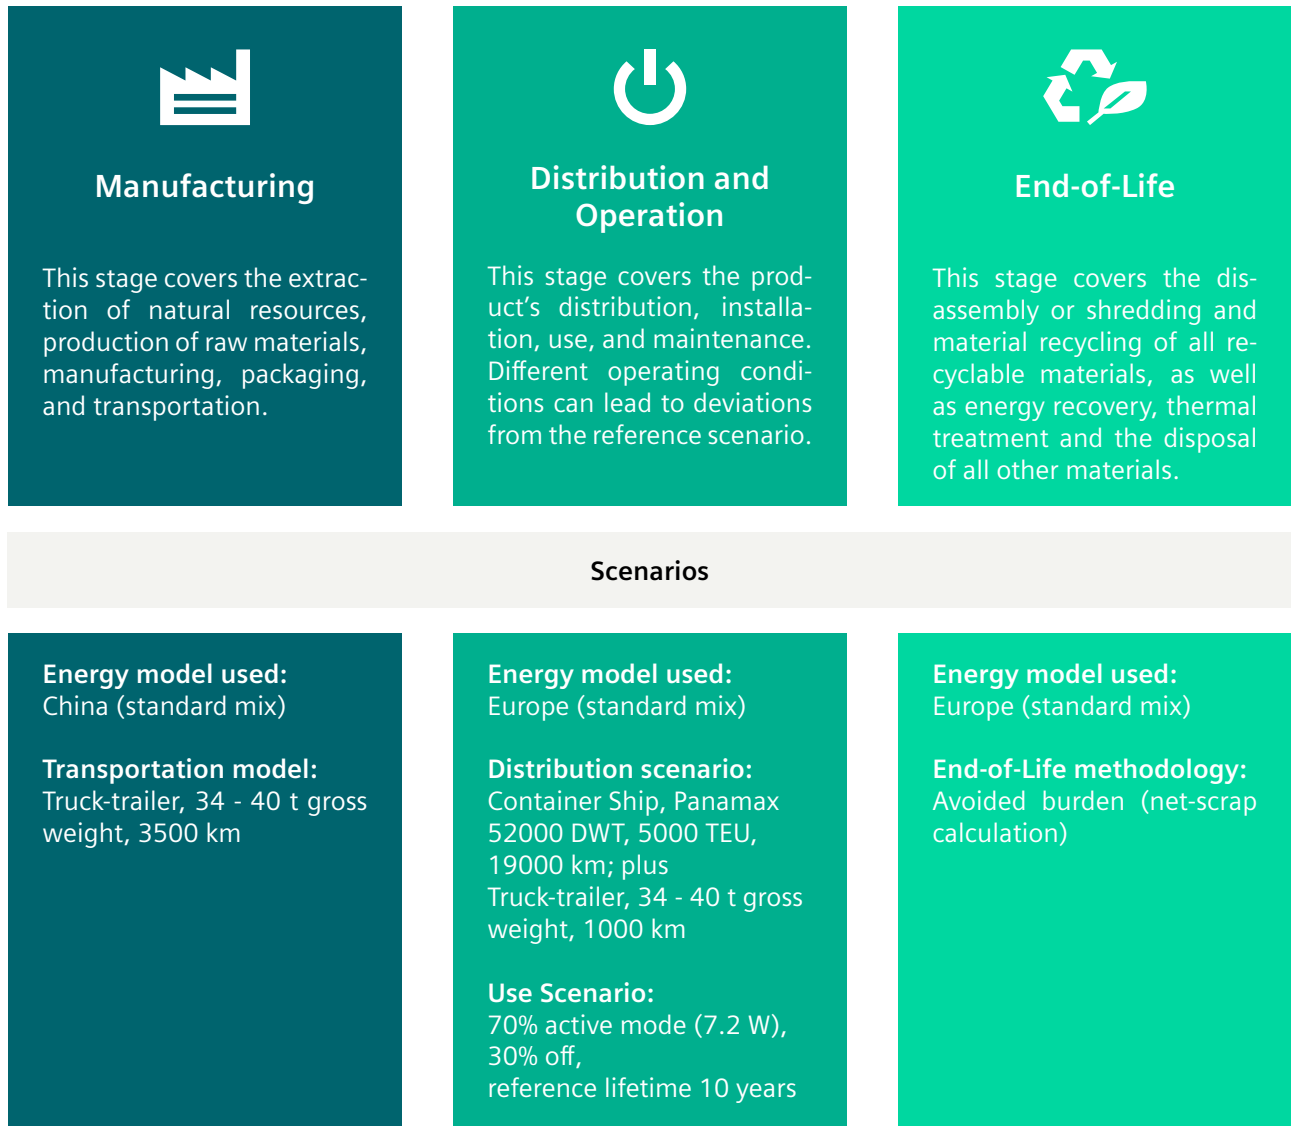 Manufacturing
This stage covers the extrac-
tion of natural resources,
production of raw materials,
manufacturing, packaging,
and transportation.
Distribution and
Operation
This stage covers the prod-
uct’s distribution, installa-
tion, use, and maintenance.
Different operating condi-
tions can lead to deviations
from the reference scenario.
End-of-Life
This stage covers the dis-
assembly or shredding and
material recycling of all re-
cyclable materials, as well
as energy recovery, thermal
treatment and the disposal
of all other materials.
Scenarios
Energy model used:
China (standard mix)
Transportation model:
Truck-trailer, 34 - 40 t gross
weight, 3500 km
Energy model used:
Europe (standard mix)
Distribution scenario:
Container Ship, Panamax
52000 DWT, 5000 TEU,
19000 km; plus
Truck-trailer, 34 - 40 t gross
weight, 1000 km
Use Scenario:
70% active mode (7.2 W),
30% off,
reference lifetime 10 years
Energy model used:
Europe (standard mix)
End-of-Life methodology:
Avoided burden (net-scrap
calculation)